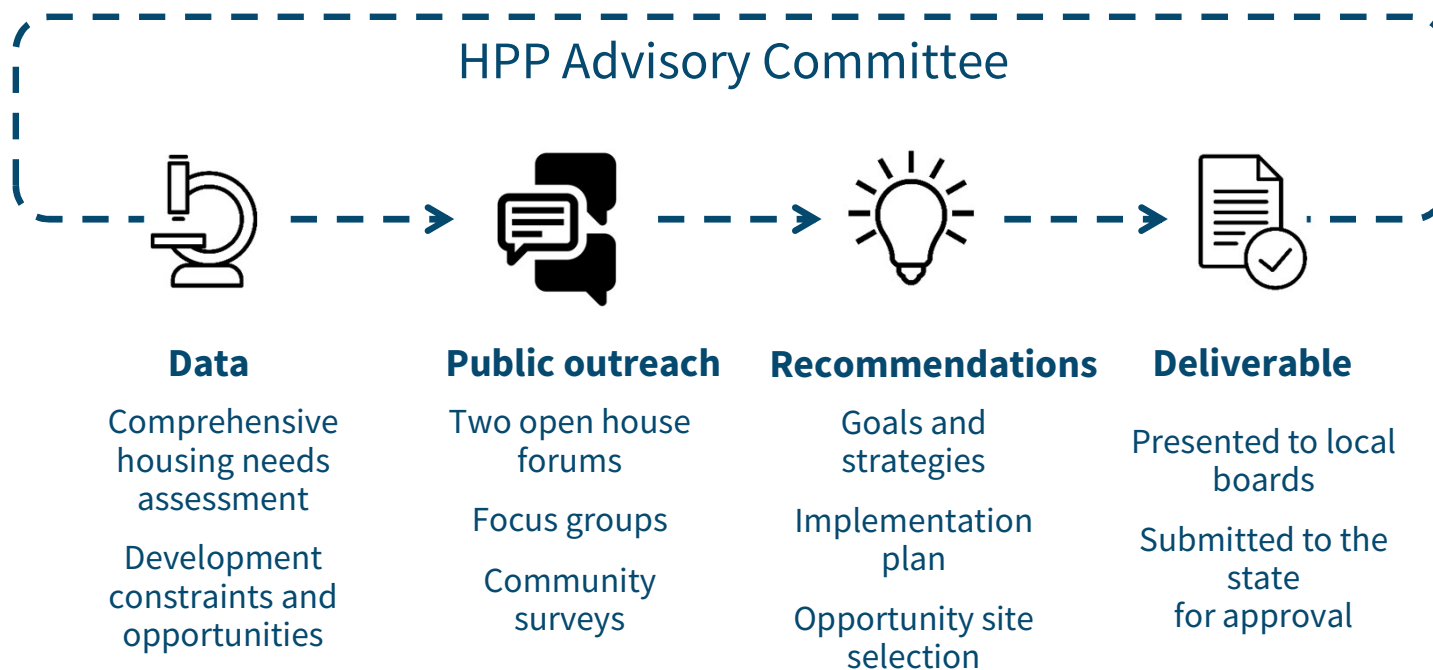 HPP Advisory Committee
Data
Comprehensive
housing needs
assessment
Development
constraints and
opportunities
Public outreach
Two open house
forums
Focus groups
Community
surveys
Recommendations
Goals and
strategies
Implementation
plan
Opportunity site
selection
Deliverable
Presented to local
boards
Submitted to the
state
for approval